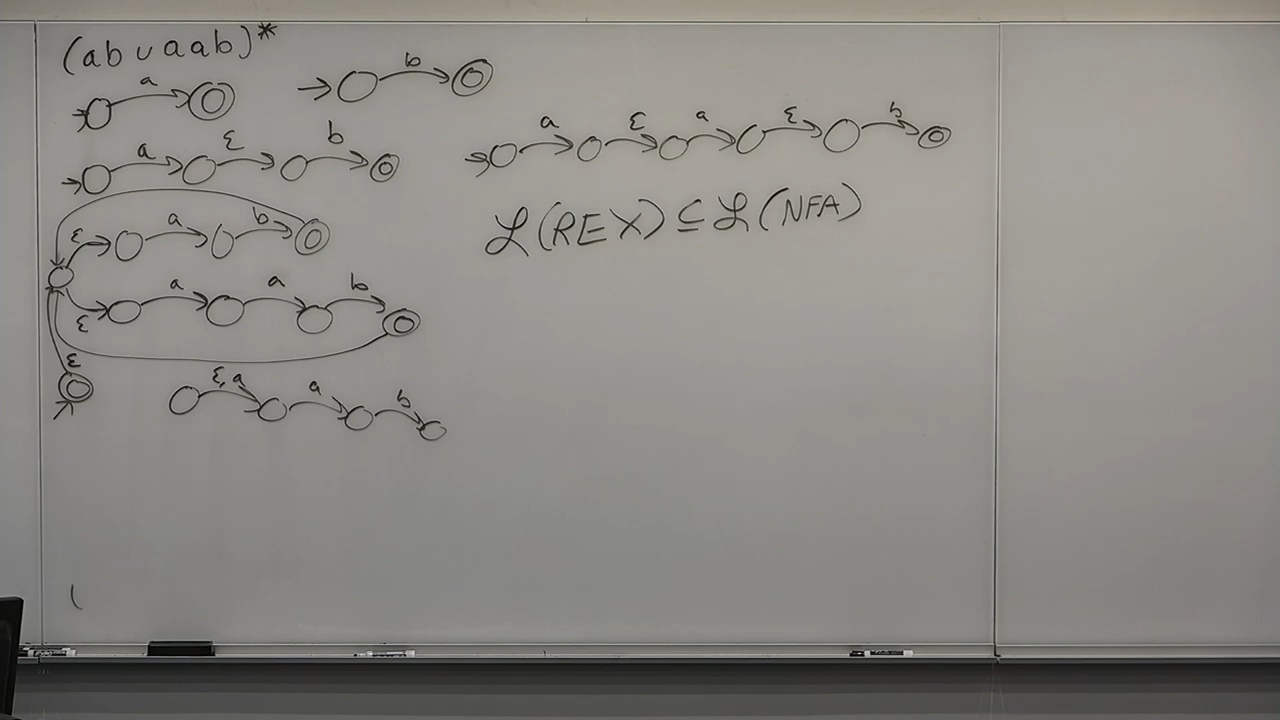 (ab ∪ aab)*
a b
a ε b
a ε a ε b
ℒ(REX) ⊆ ℒ(NFA)
ε a b
ε a a b
ε
ε,a a b
(